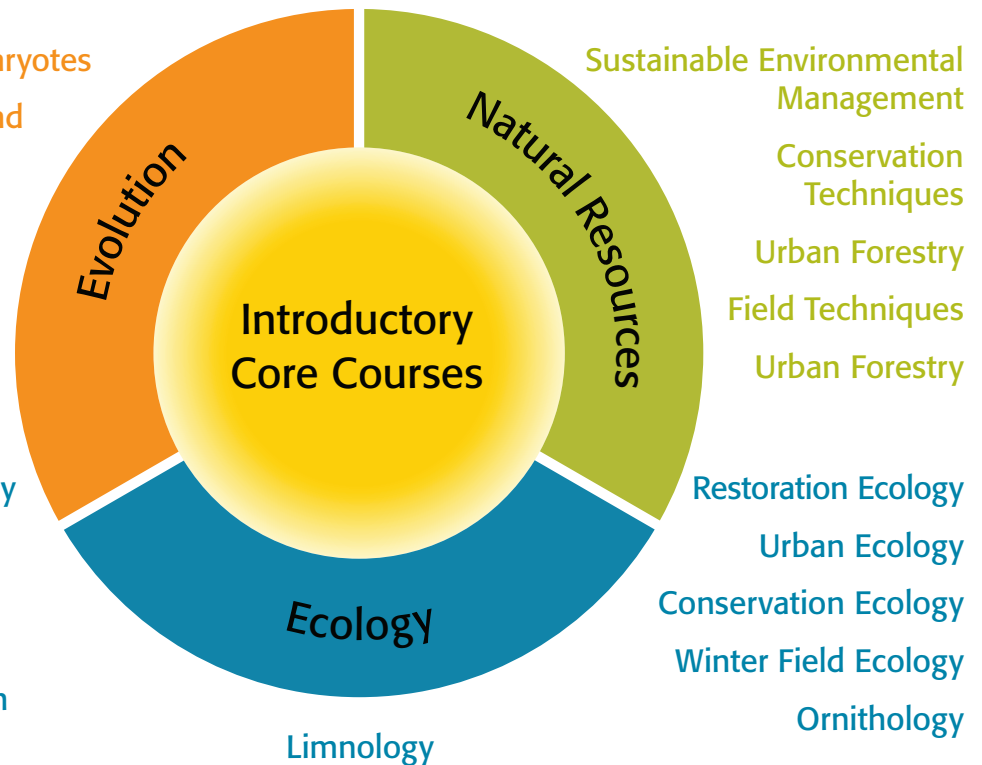 nd
Evolution
Natural Resources
Introductory
Core Courses
Ecology
Sustainable Environmental
Management
Conservation
Techniques
Urban Forestry
Field Techniques
Urban Forestry
Restoration Ecology
Urban Ecology
Conservation Ecology
Winter Field Ecology
Ornithology
Limnology